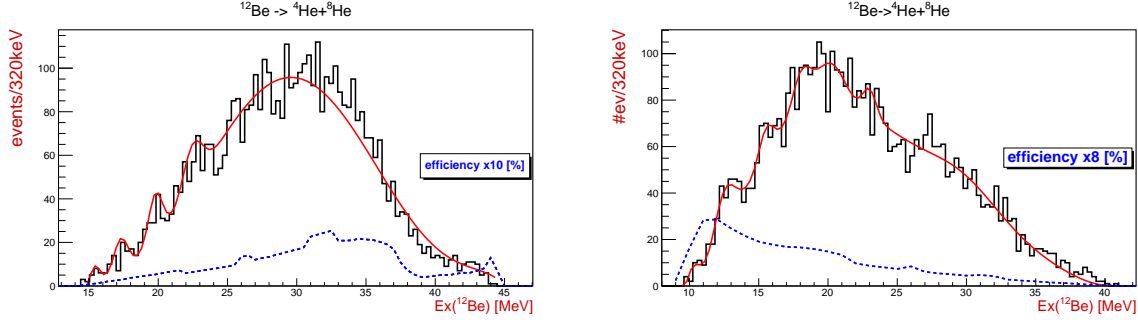 ¹²Be -> ⁴He+⁸He
events/320keV
100
80
60
40
20
0
efficiency x10 [%]
15 20 25 30 35 40 45
Ex(¹²Be) [MeV]
¹²Be->⁴He+⁸He
#ev/320keV
100
80
60
40
20
0
efficiency x8 [%]
10 15 20 25 30 35 40
Ex(¹²Be) [MeV]